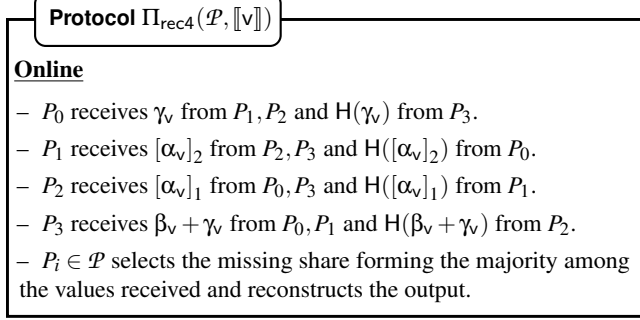 Protocol Π_rec4(𝒫, ⟦v⟧)
Online
– P_0 receives γ_v from P_1, P_2 and H(γ_v) from P_3.
– P_1 receives [α_v]_2 from P_2, P_3 and H([α_v]_2) from P_0.
– P_2 receives [α_v]_1 from P_0, P_3 and H([α_v]_1) from P_1.
– P_3 receives β_v + γ_v from P_0, P_1 and H(β_v + γ_v) from P_2.
– P_i ∈ 𝒫 selects the missing share forming the majority among
the values received and reconstructs the output.